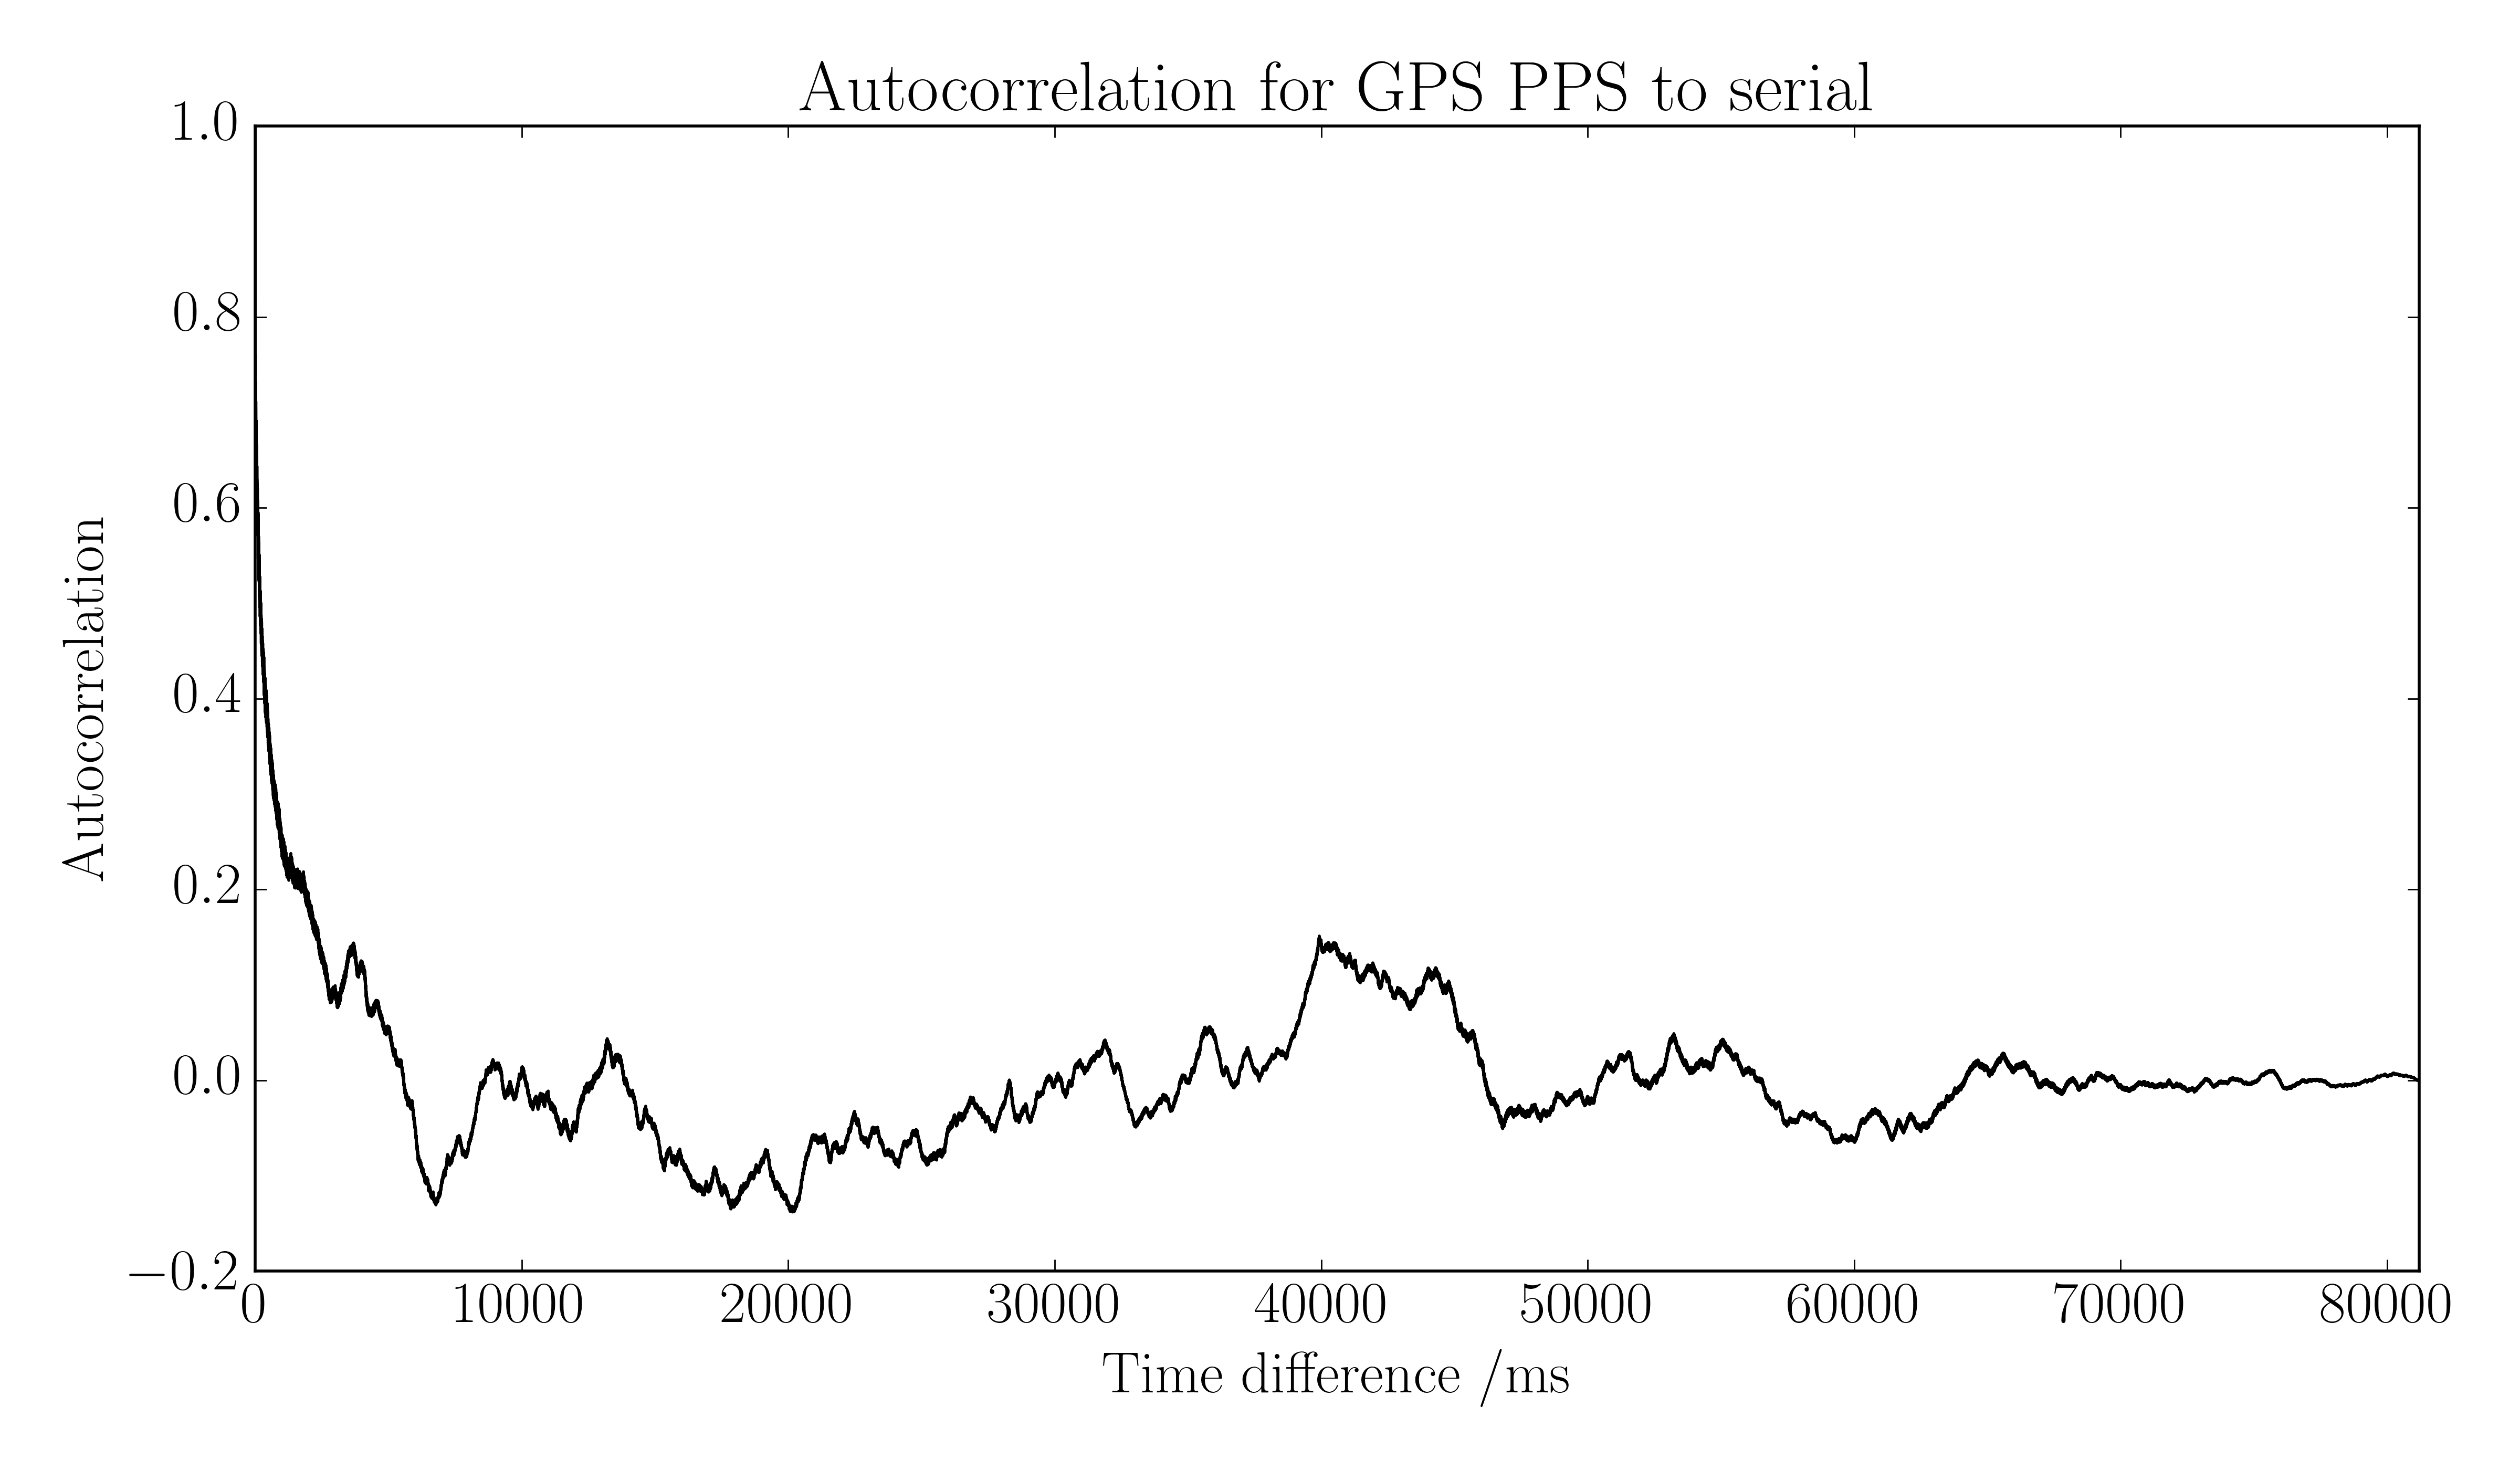 Autocorrelation for GPS PPS to serial
1.0
0.8
0.6
0.4
0.2
0.0
−0.2
Autocorrelation
0 10000 20000 30000 40000 50000 60000 70000 80000
Time difference /ms